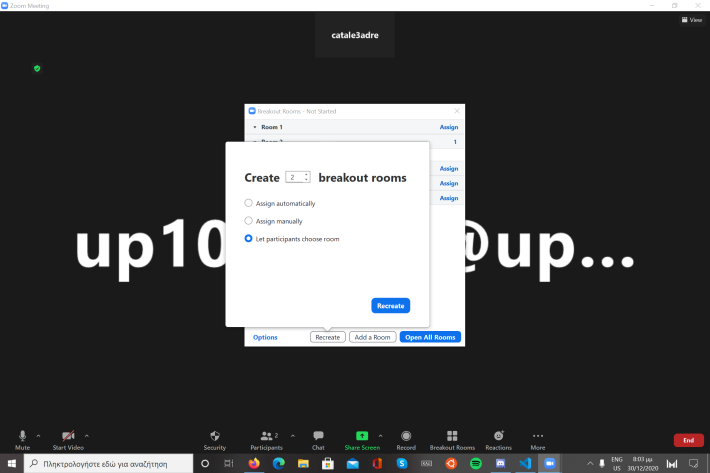 Zoom Meeting
View
catale3adre
Breakout Rooms - Not Started
Room 1 Assign
1
Assign
Assign
Assign
Create 2 breakout rooms
Assign automatically
Assign manually
Let participants choose room
Recreate
up10 @up...
Options Recreate Add a Room Open All Rooms
Mute Start Video Security Participants 2 Chat Share Screen Record Breakout Rooms Reactions More End
Πληκτρολογήστε εδώ για αναζήτηση
ENG
US
8:03 μμ
30/12/2020